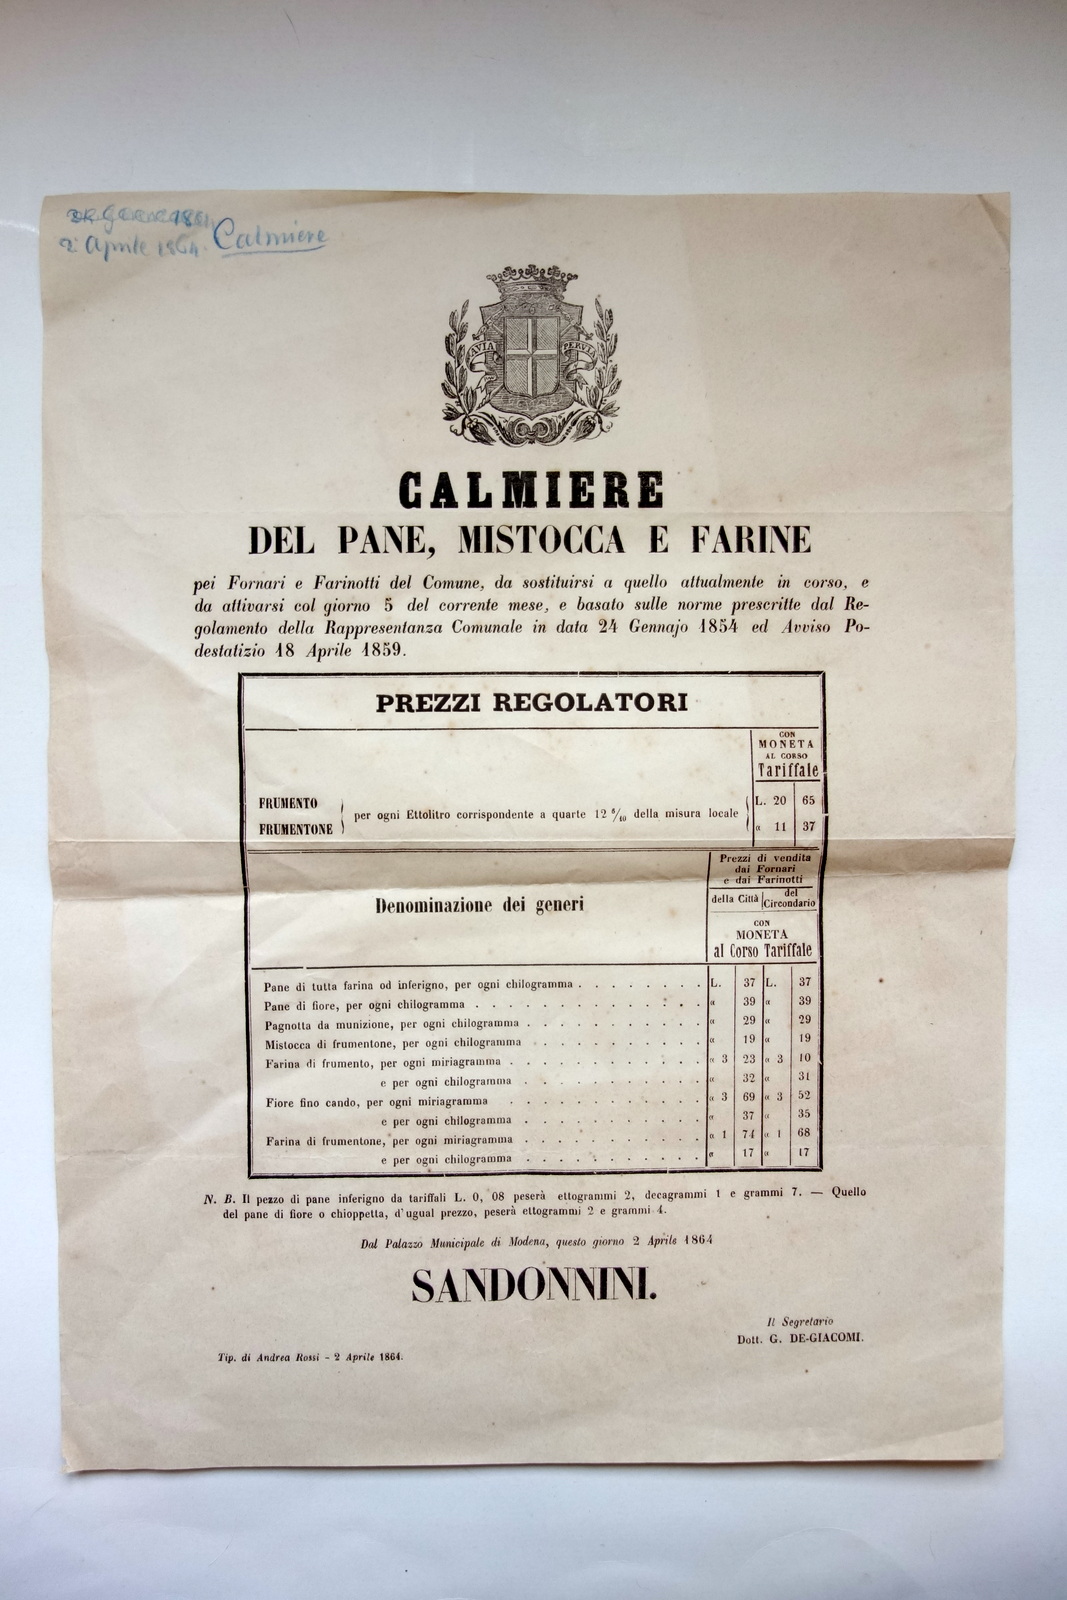 2 Aprile 1864. Calmiere
AVIA PERVIA
CALMIERE
DEL PANE, MISTOCCA E FARINE
pei Fornari e Farinotti del Comune, da sostituirsi a quello attualmente in corso, e
da attivarsi col giorno 5 del corrente mese, e basato sulle norme prescritte dal Re-
golamento della Rappresentanza Comunale in data 24 Gennajo 1854 ed Avviso Po-
destatizio 18 Aprile 1859.
PREZZI REGOLATORI
CON
MONETA
AL CORSO
Tariffale
FRUMENTO
FRUMENTONE
per ogni Ettolitro corrispondente a quarte 12 8/10 della misura locale
L. 20 65
« 11 37
Prezzi di vendita
dai Fornari
e dai Farinotti
Denominazione dei generi
della Città
del
Circondario
CON
MONETA
al Corso Tariffale
Pane di tutta farina od inferigno, per ogni chilogramma . . . . . . . L. 37 L. 37
Pane di fiore, per ogni chilogramma . . . . . . . . . . . . « 39 « 39
Pagnotta da munizione, per ogni chilogramma . . . . . . . . . . « 29 « 29
Mistocca di frumentone, per ogni chilogramma . . . . . . . . . . « 19 « 19
Farina di frumento, per ogni miriagramma . . . . . . . . . . . « 3 23 « 3 10
e per ogni chilogramma . . . . . . . . . . « 32 « 31
Fiore fino cando, per ogni miriagramma . . . . . . . . . . . « 3 69 « 3 52
e per ogni chilogramma . . . . . . . . . . « 37 « 35
Farina di frumentone, per ogni miriagramma . . . . . . . . . . « 1 74 « 1 68
e per ogni chilogramma . . . . . . . . . . « 17 « 17
N. B. Il pezzo di pane inferigno da tariffali L. 0, 08 peserà ettogrammi 2, decagrammi 1 e grammi 7. — Quello
del pane di fiore o chioppetta, d'ugual prezzo, peserà ettogrammi 2 e grammi 4.
Dal Palazzo Municipale di Modena, questo giorno 2 Aprile 1864
SANDONNINI.
Il Segretario
Dott. G. DE-GIACOMI.
Tip. di Andrea Rossi - 2 Aprile 1864.